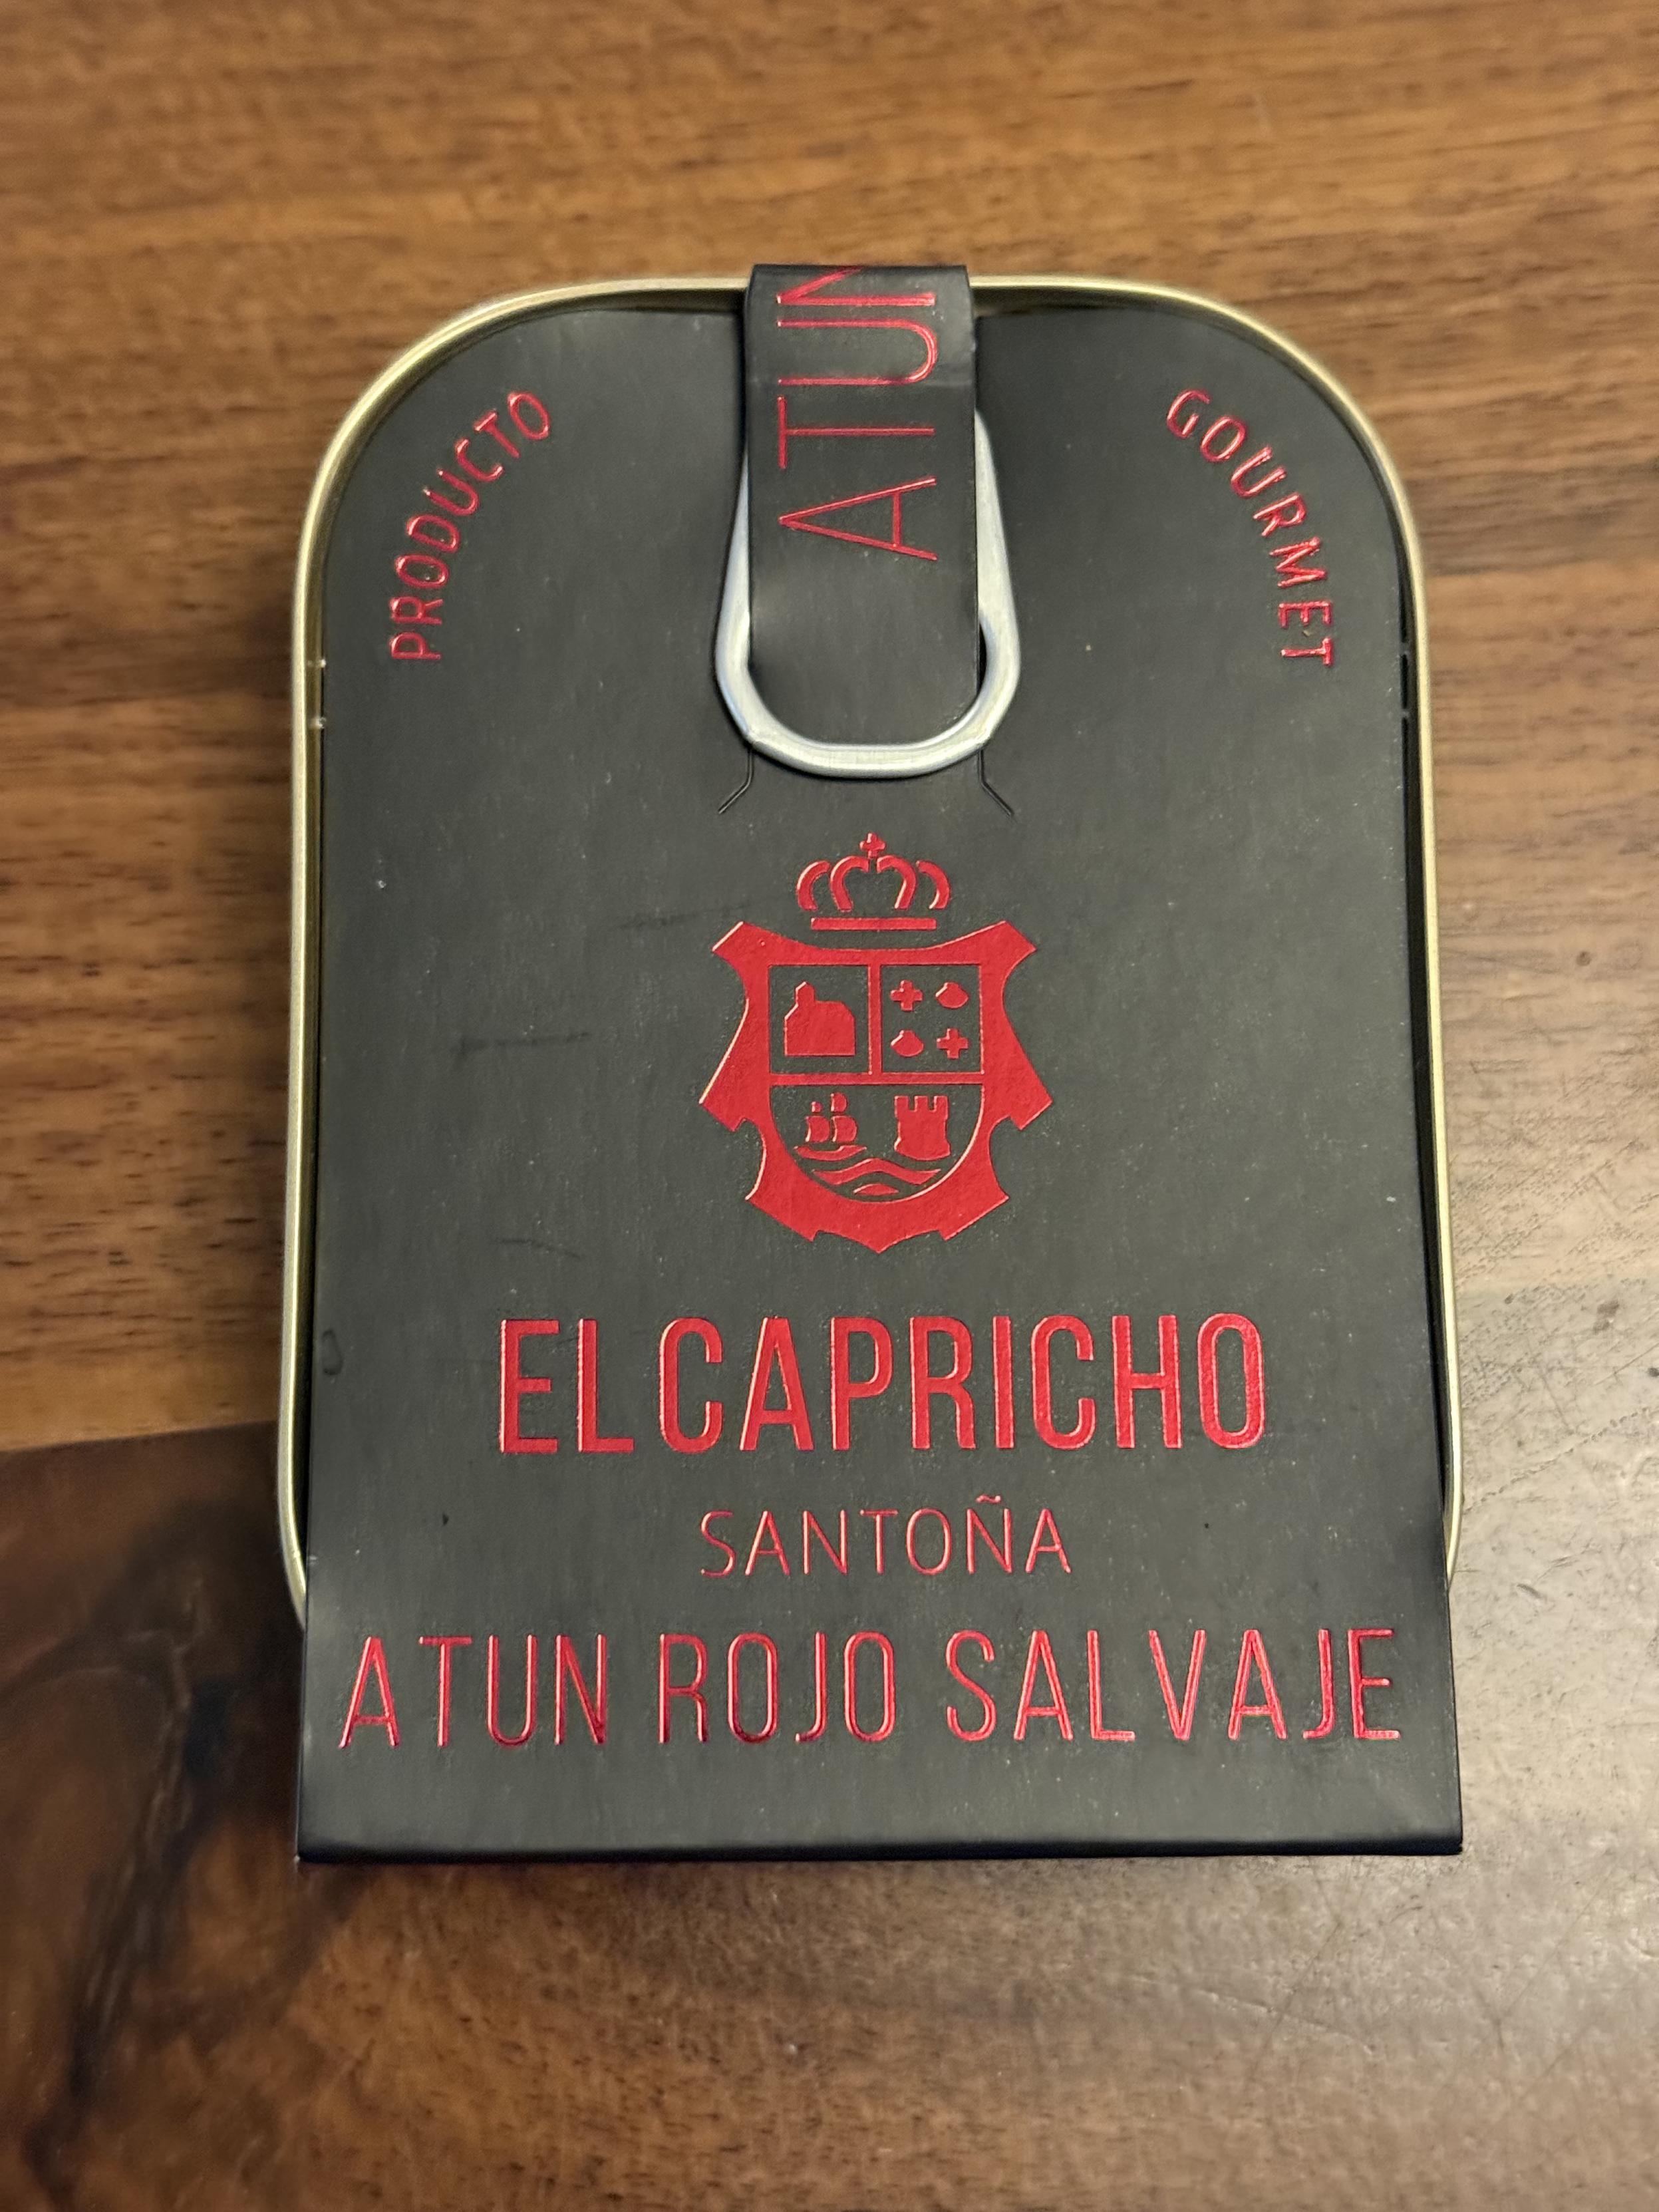 ATUN
PRODUCTO
GOURMET
EL CAPRICHO
SANTOÑA
ATUN ROJO SALVAJE